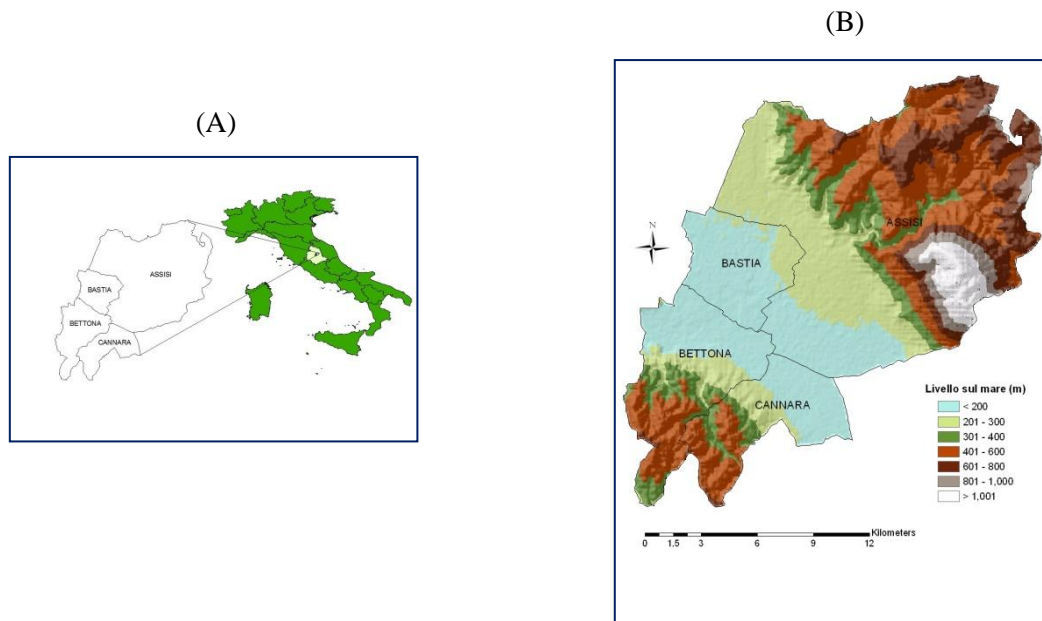 (A)
ASSISI
BASTIA
BETTONA
CANNARA
(B)
N
ASSISI
BASTIA
BETTONA
CANNARA
Livello sul mare (m)
< 200
201 - 300
301 - 400
401 - 600
601 - 800
801 - 1,000
> 1,001
Kilometers
0 1.5 3 6 9 12